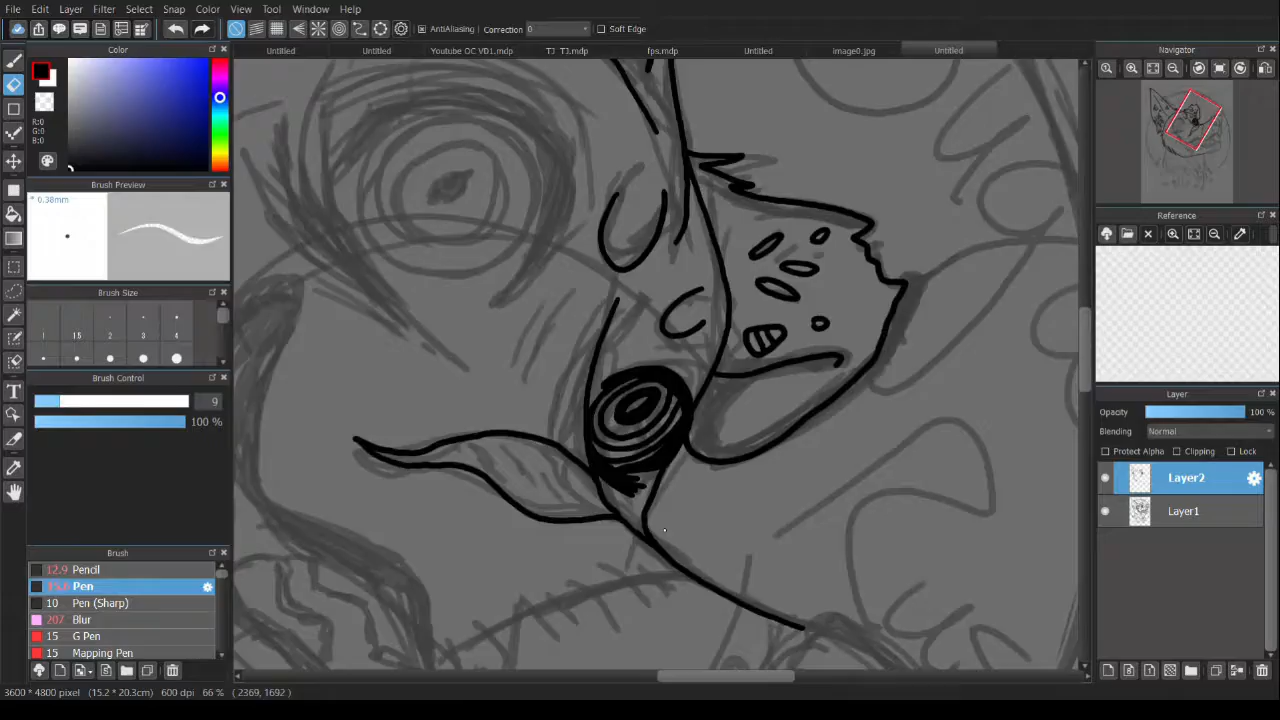 File Edit Layer Filter Select Snap Color View Tool Window Help
AntiAliasing Correction 0 Soft Edge
Color
Untitled Untitled Youtube OC VB1.mdp TJ_TJ.mdp fps.mdp Untitled image0.jpg Untitled
Navigator
R:0
G:0
B:0
Brush Preview
* 0.38mm
Reference
Brush Size
1 1.5 2 3 4
Brush Control
9
100 %
Layer
Opacity 100 %
Blending Normal
Protect Alpha Clipping Lock
Layer2
Layer1
Brush
12.9 Pencil
Pen
10 Pen (Sharp)
207 Blur
15 G Pen
15 Mapping Pen
3600 * 4800 pixel (15.2 * 20.3cm) 600 dpi 66 % ( 2369, 1692 )